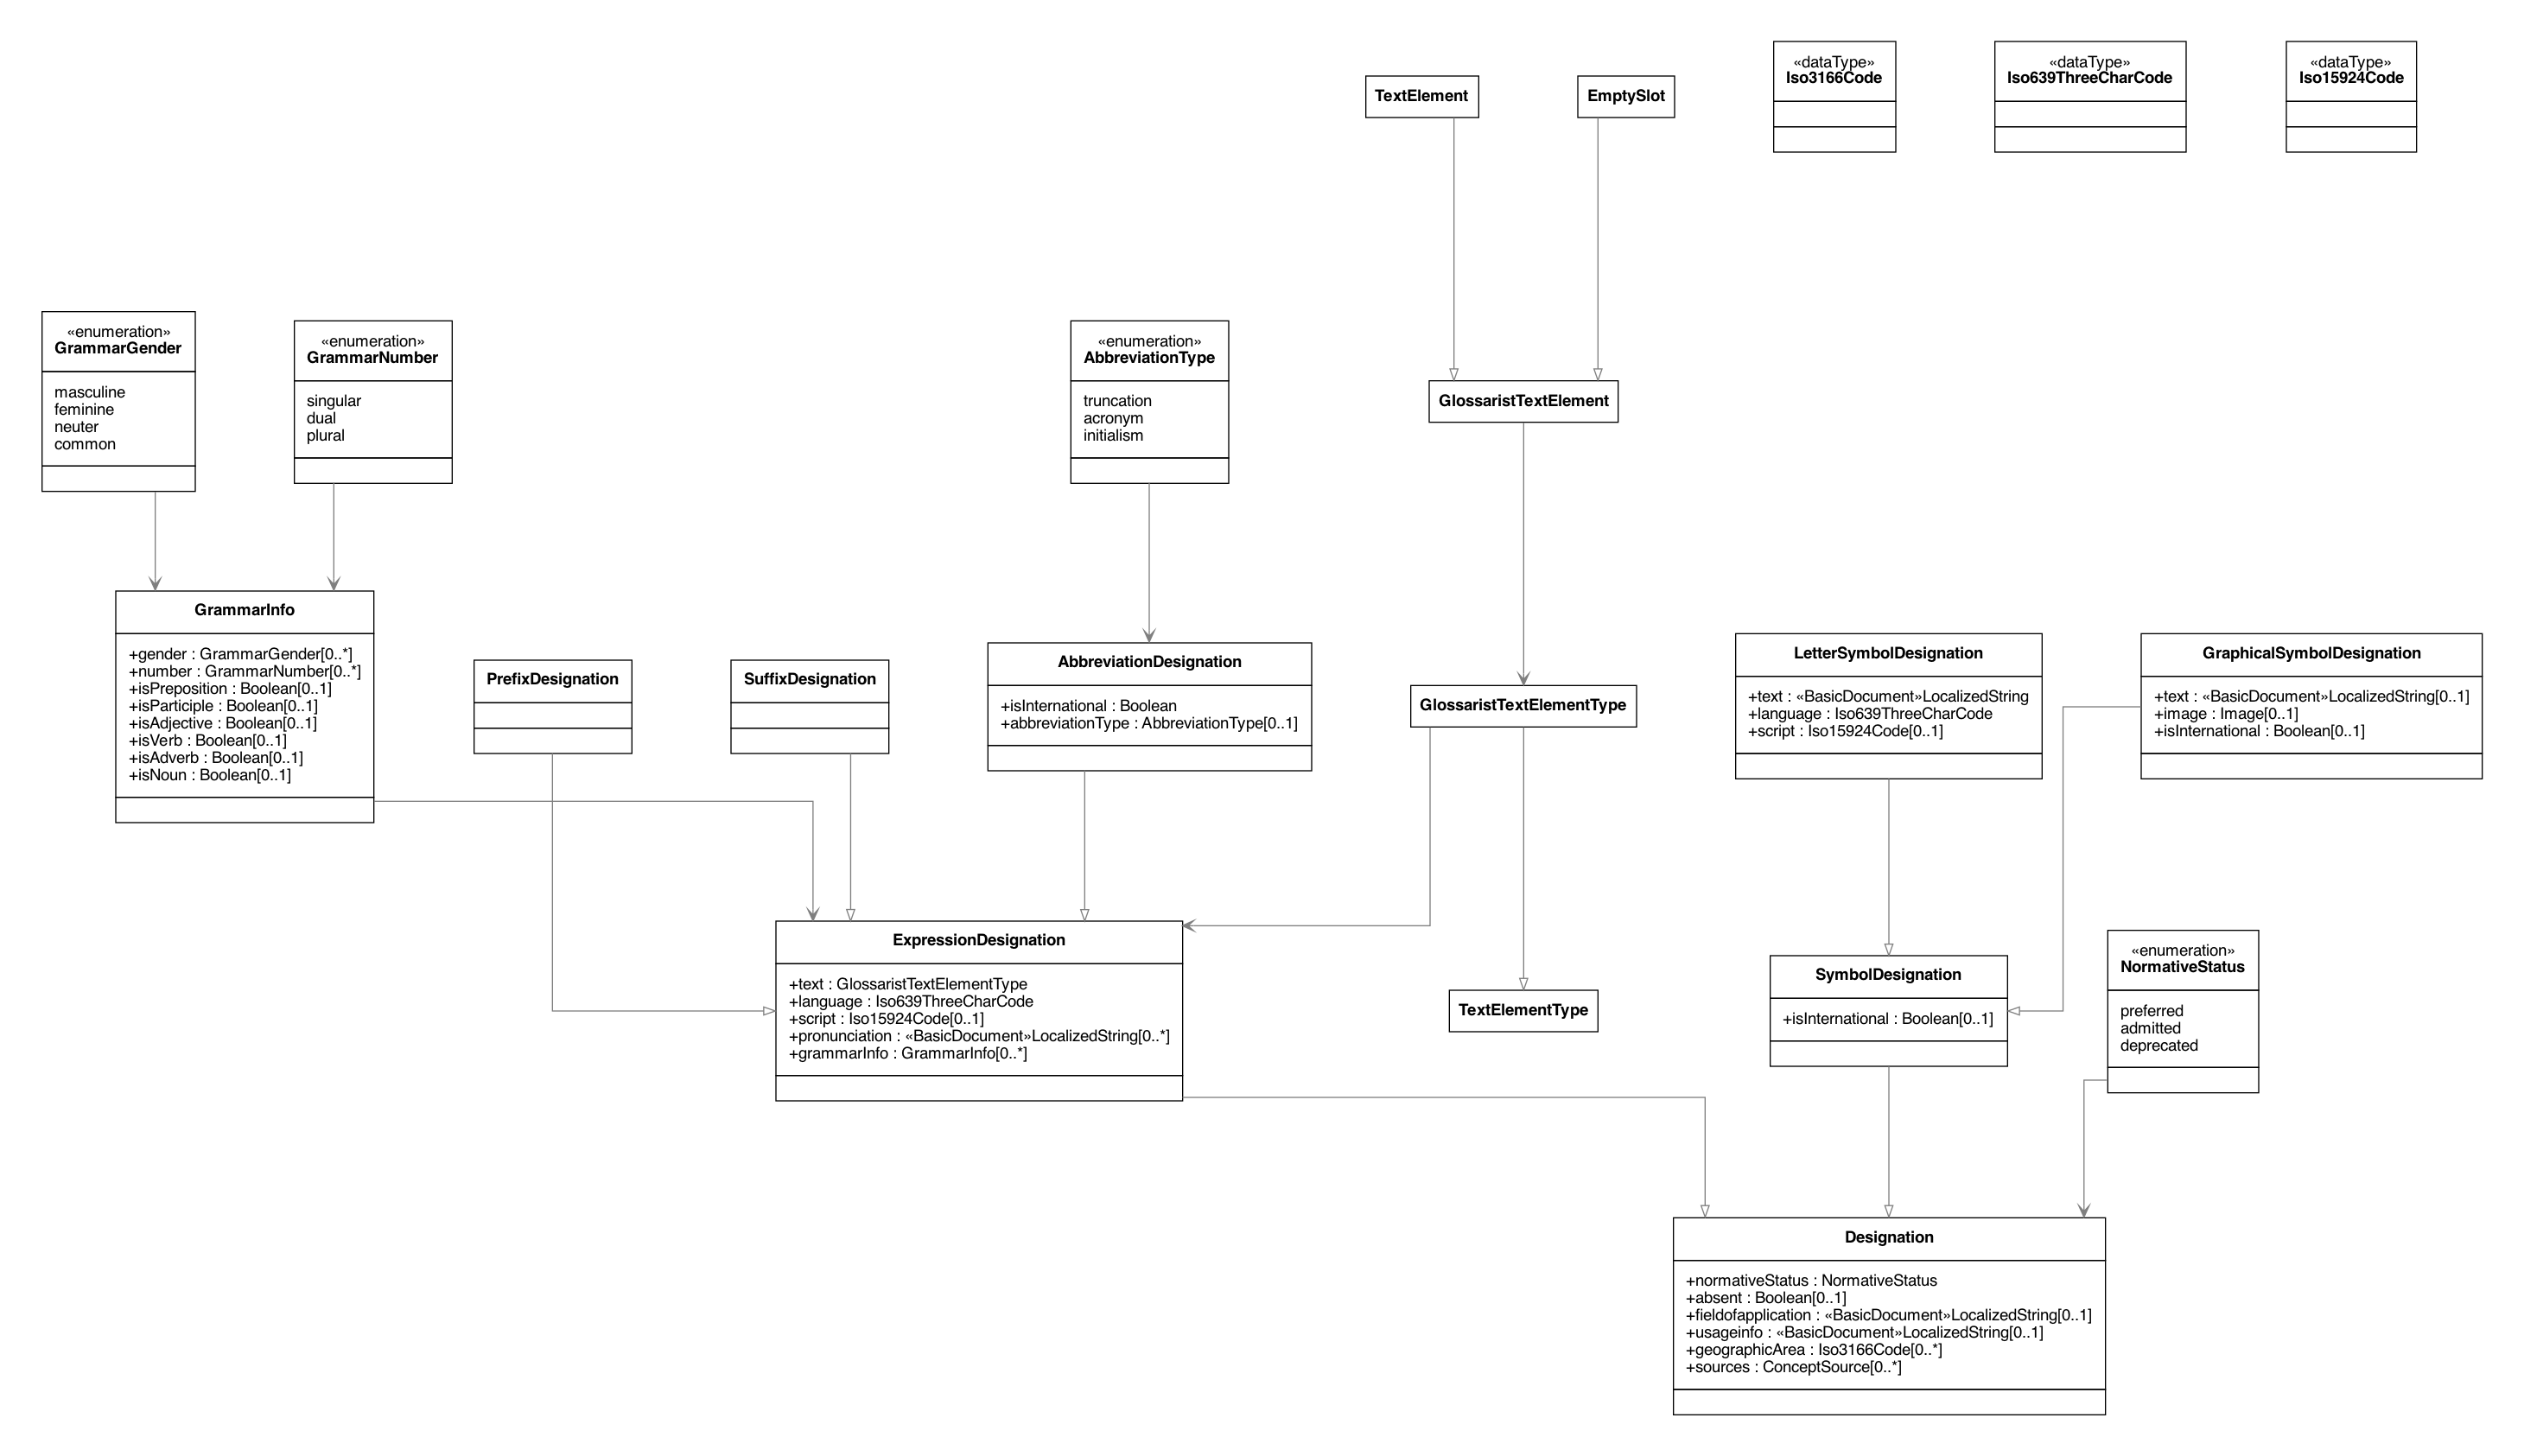 «dataType»
Iso3166Code
«dataType»
Iso639ThreeCharCode
«dataType»
Iso15924Code
TextElement
EmptySlot
«enumeration»
GrammarGender
masculine
feminine
neuter
common
«enumeration»
GrammarNumber
singular
dual
plural
«enumeration»
AbbreviationType
truncation
acronym
initialism
GlossaristTextElement
GrammarInfo
+gender : GrammarGender[0..*]
+number : GrammarNumber[0..*]
+isPreposition : Boolean[0..1]
+isParticiple : Boolean[0..1]
+isAdjective : Boolean[0..1]
+isVerb : Boolean[0..1]
+isAdverb : Boolean[0..1]
+isNoun : Boolean[0..1]
PrefixDesignation
SuffixDesignation
AbbreviationDesignation
+isInternational : Boolean
+abbreviationType : AbbreviationType[0..1]
GlossaristTextElementType
LetterSymbolDesignation
+text : «BasicDocument»LocalizedString
+language : Iso639ThreeCharCode
+script : Iso15924Code[0..1]
GraphicalSymbolDesignation
+text : «BasicDocument»LocalizedString[0..1]
+image : Image[0..1]
+isInternational : Boolean[0..1]
ExpressionDesignation
+text : GlossaristTextElementType
+language : Iso639ThreeCharCode
+script : Iso15924Code[0..1]
+pronunciation : «BasicDocument»LocalizedString[0..*]
+grammarInfo : GrammarInfo[0..*]
TextElementType
SymbolDesignation
+isInternational : Boolean[0..1]
«enumeration»
NormativeStatus
preferred
admitted
deprecated
Designation
+normativeStatus : NormativeStatus
+absent : Boolean[0..1]
+fieldofapplication : «BasicDocument»LocalizedString[0..1]
+usageinfo : «BasicDocument»LocalizedString[0..1]
+geographicArea : Iso3166Code[0..*]
+sources : ConceptSource[0..*]